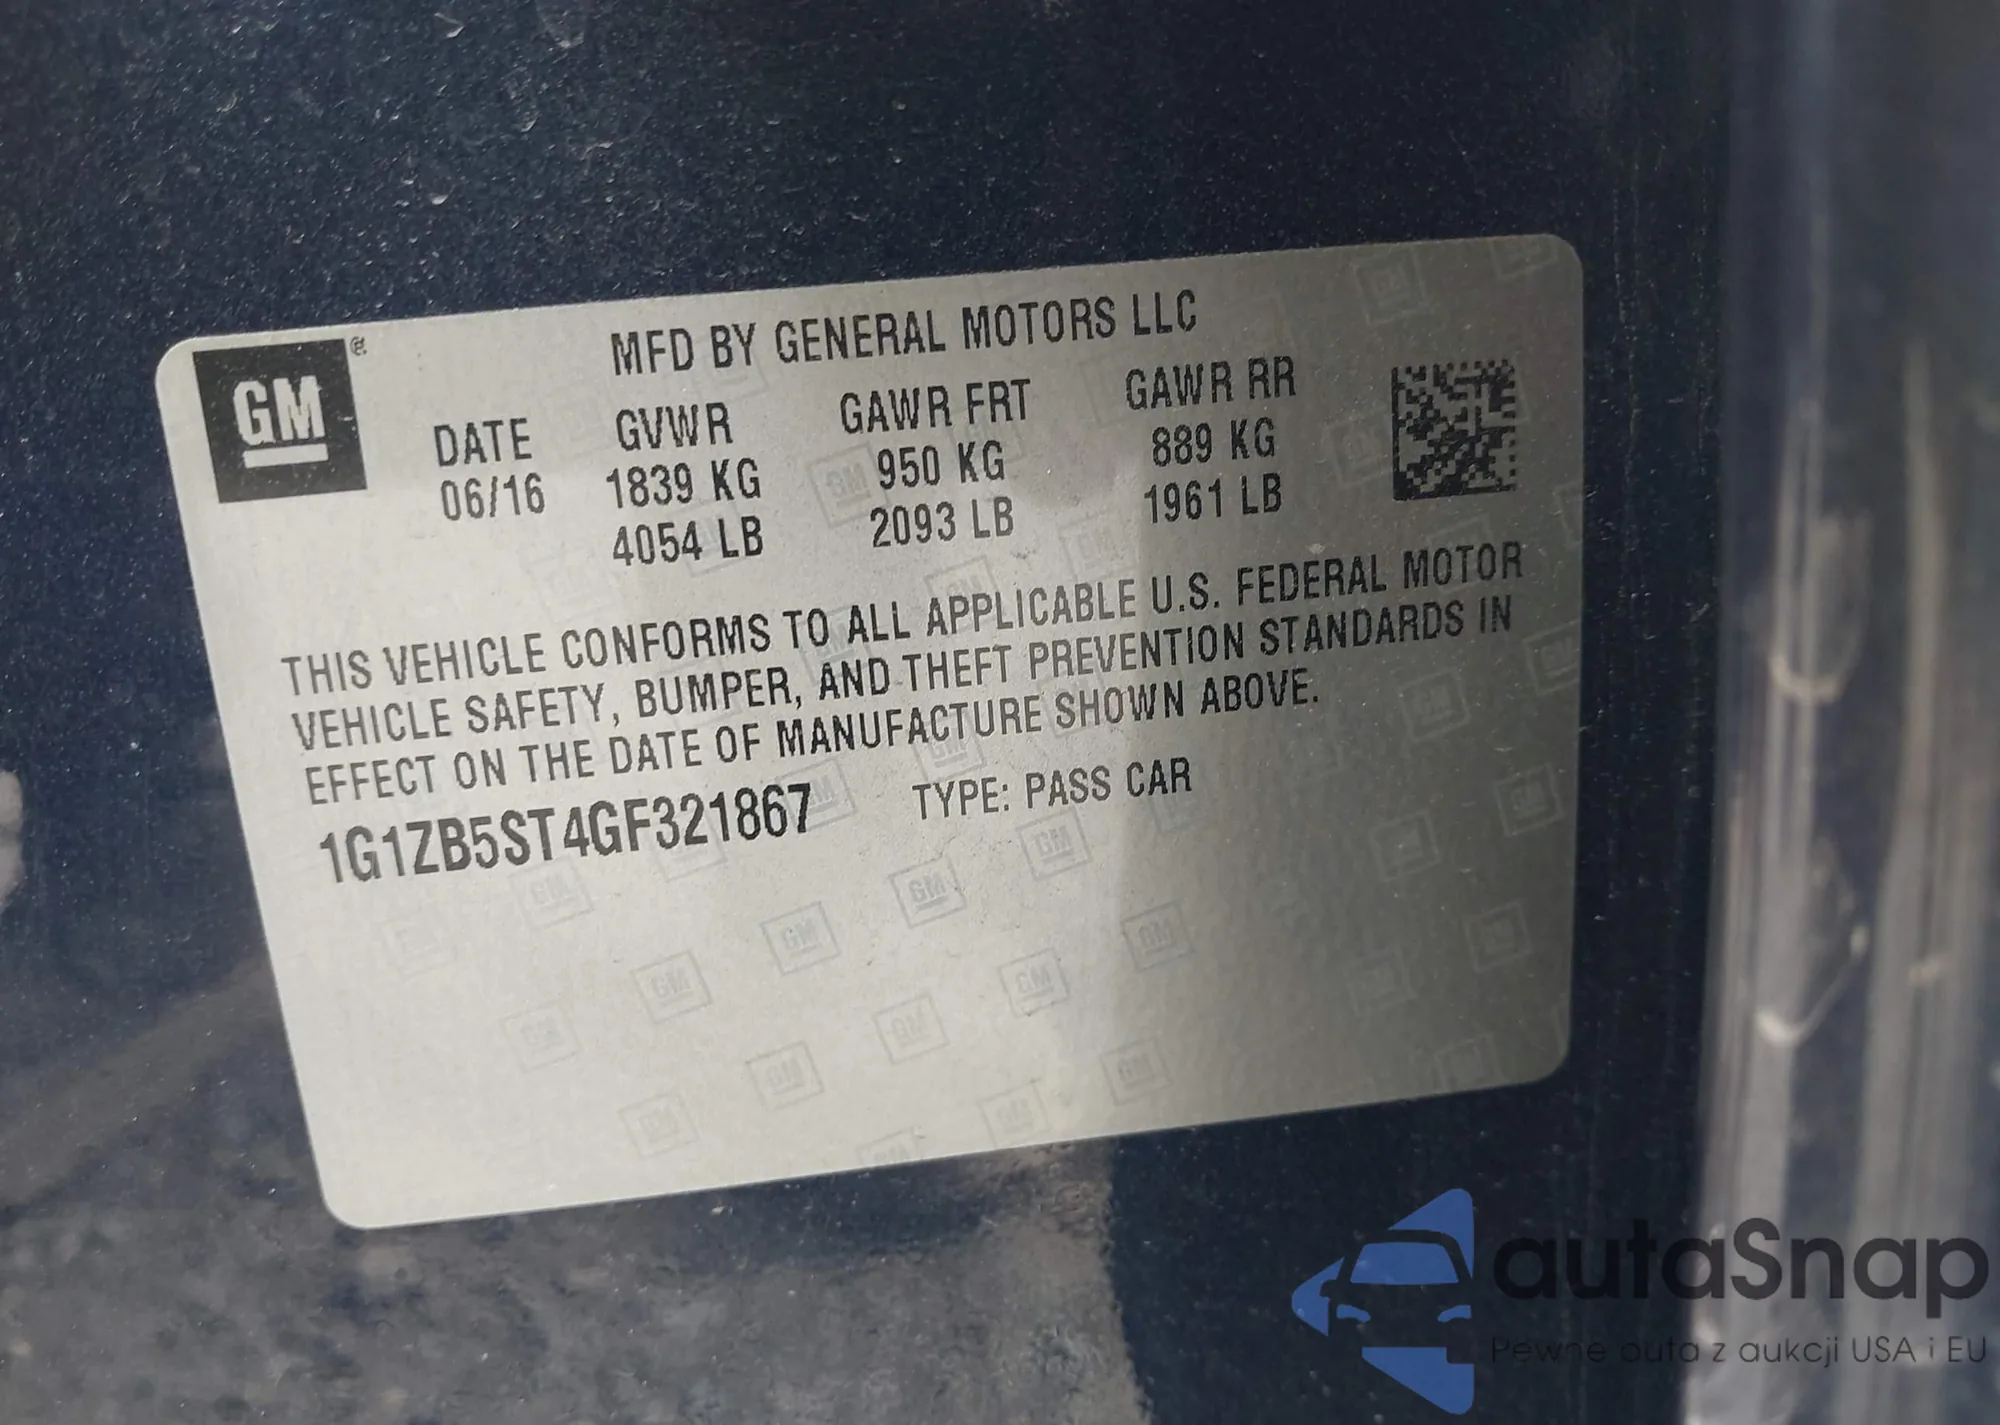 GM
MFD BY GENERAL MOTORS LLC
DATE GVWR GAWR FRT GAWR RR
06/16 1839 KG 950 KG 889 KG
4054 LB 2093 LB 1961 LB
THIS VEHICLE CONFORMS TO ALL APPLICABLE U.S. FEDERAL MOTOR
VEHICLE SAFETY, BUMPER, AND THEFT PREVENTION STANDARDS IN
EFFECT ON THE DATE OF MANUFACTURE SHOWN ABOVE.
1G1ZB5ST4GF321867 TYPE: PASS CAR
autaSnap
Pewne auta z aukcji USA i EU